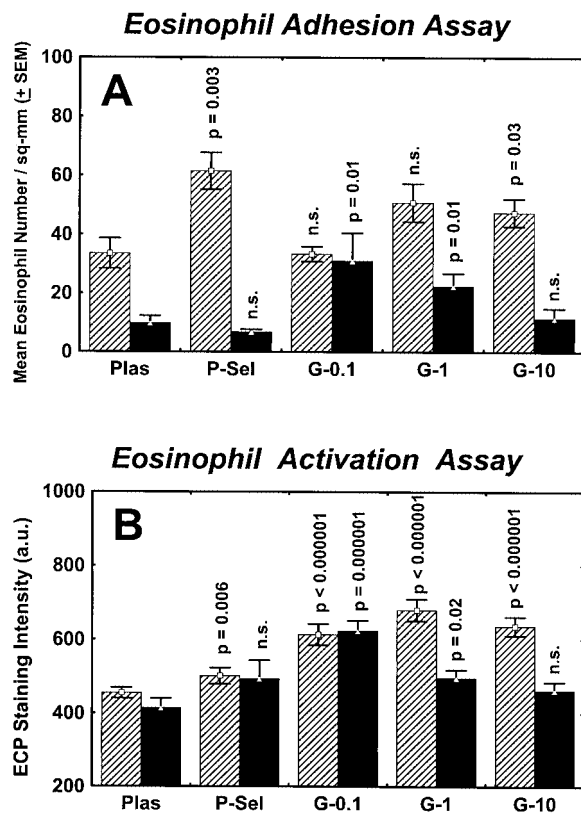 Eosinophil Adhesion Assay
Mean Eosinophil Number / sq-mm (± SEM)
100
80
60
40
20
0
A
p = 0.003
n.s.
n.s.
p = 0.01
n.s.
p = 0.01
p = 0.03
n.s.
Plas P-Sel G-0.1 G-1 G-10
Eosinophil Activation Assay
ECP Staining Intensity (a.u.)
1000
800
600
400
200
B
p = 0.006
n.s.
p < 0.000001
p = 0.000001
p < 0.000001
p = 0.02
p < 0.000001
n.s.
Plas P-Sel G-0.1 G-1 G-10